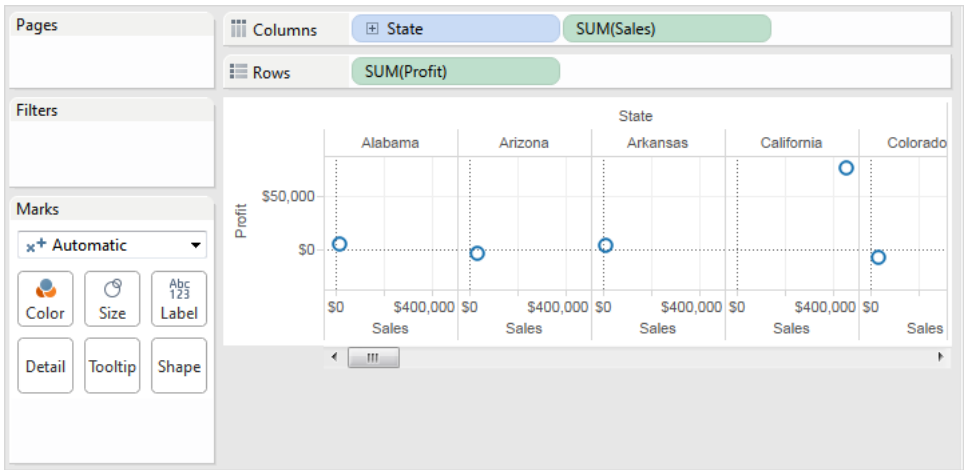 Pages
Columns
State
SUM(Sales)
Rows
SUM(Profit)
Filters
Marks
Automatic
Color
Size
Abc
123
Label
Detail
Tooltip
Shape
State
Alabama Arizona Arkansas California Colorado
Profit
$50,000
$0
$0 $400,000 $0 $400,000 $0 $400,000 $0 $400,000 $0
Sales Sales Sales Sales Sales